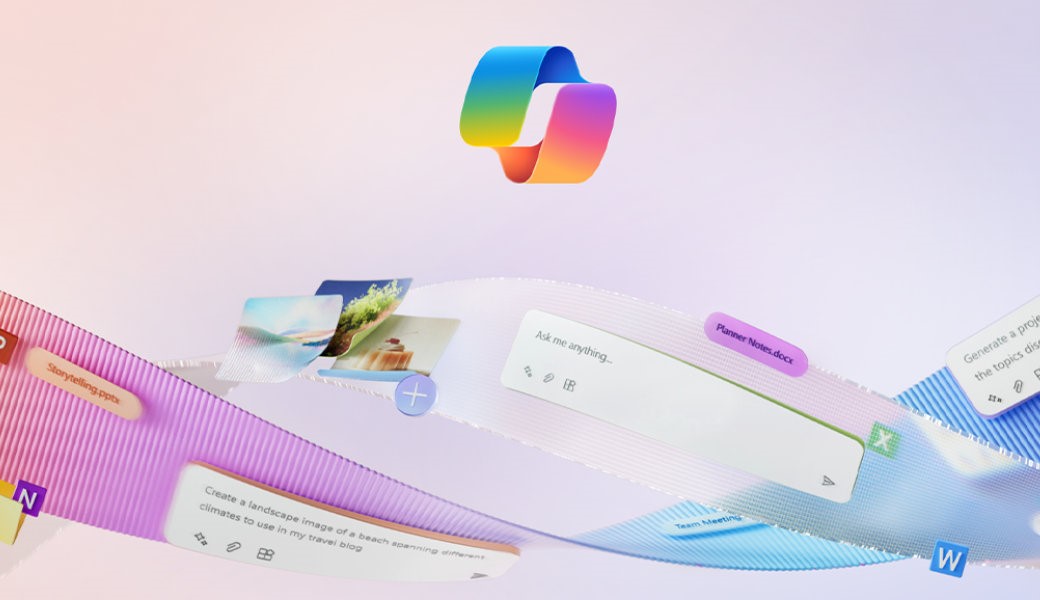 Planner Notes.docx
Ask me anything...
Generate a proje
the topics disc
Storytelling.pptx
X
N
Create a landscape image of a beach spanning different
climates to use in my travel blog
Team Meeting
W